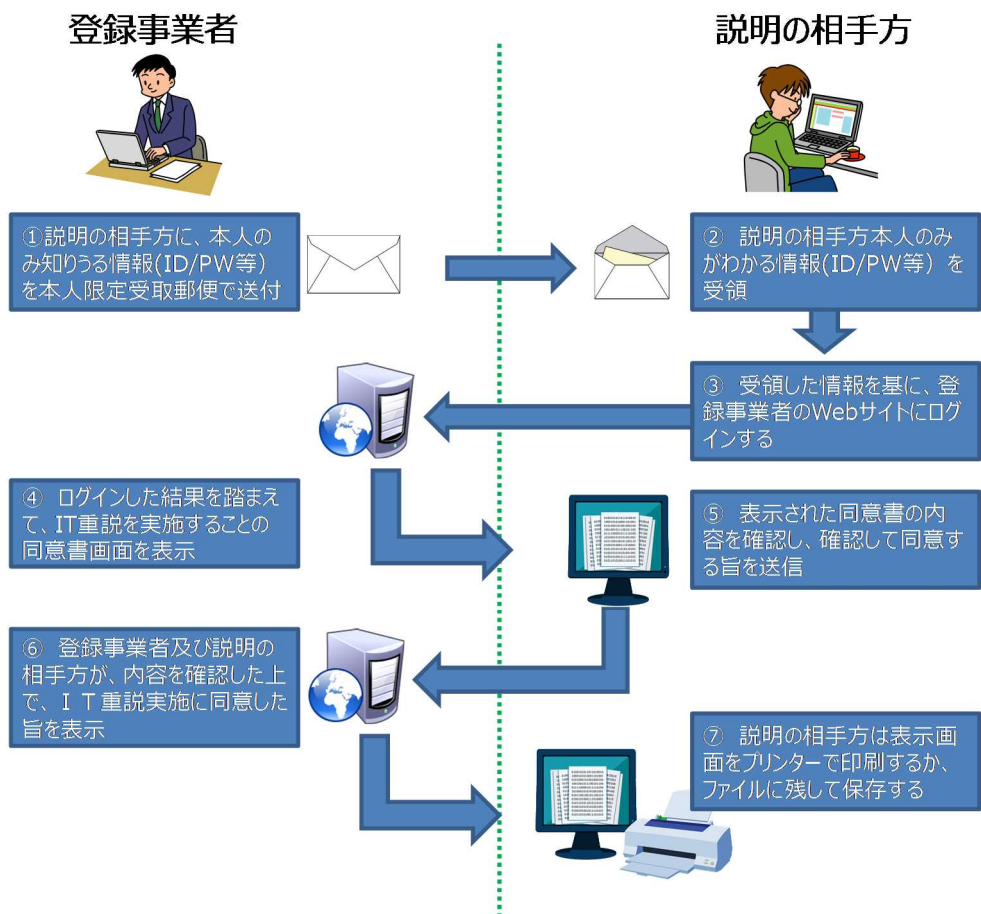 登録事業者
説明の相手方
①説明の相手方に、本人の
み知りうる情報(ID/PW等)
を本人限定受取郵便で送付
② 説明の相手方本人のみ
がわかる情報(ID/PW等)を
受領
③ 受領した情報を基に、登
録事業者のWebサイトにログ
インする
④ ログインした結果を踏まえ
て、IT重説を実施することの
同意書画面を表示
⑤ 表示された同意書の内
容を確認し、確認して同意す
る旨を送信
⑥ 登録事業者及び説明の
相手方が、内容を確認した上
で、IT重説実施に同意した
旨を表示
⑦ 説明の相手方は表示画
面をプリンターで印刷するか、
ファイルに残して保存する